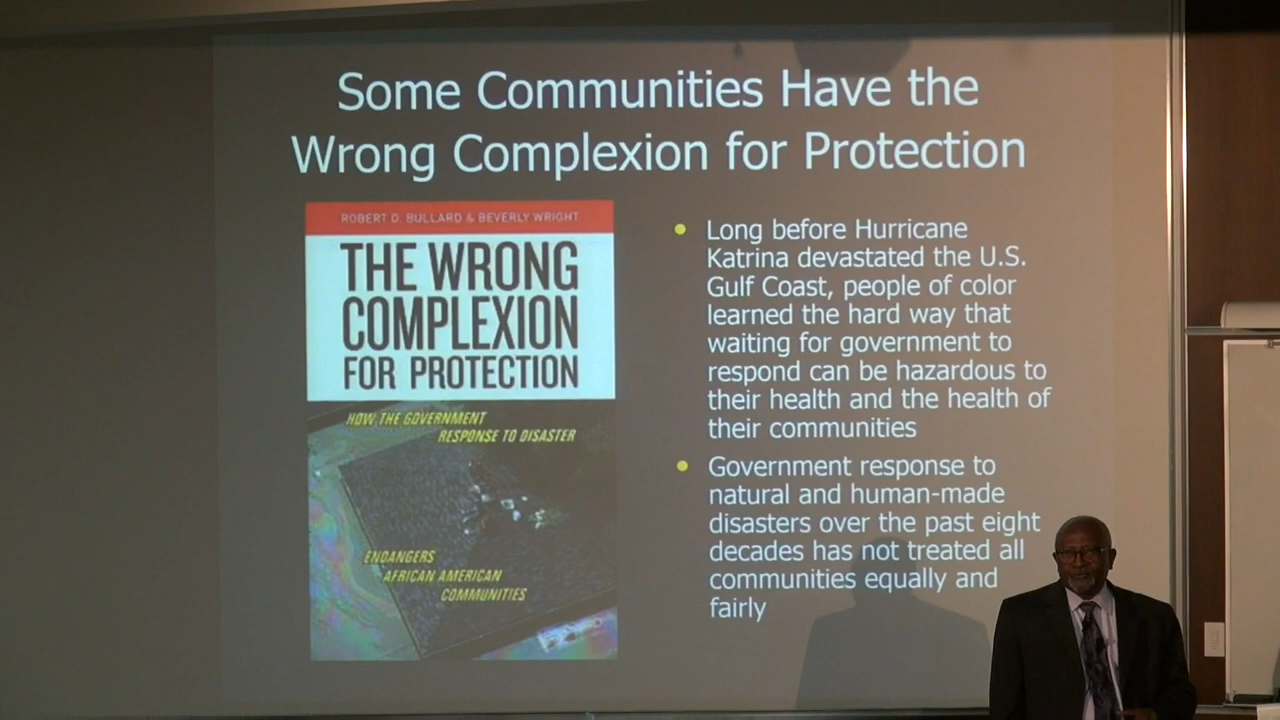 Some Communities Have the
Wrong Complexion for Protection
ROBERT D. BULLARD & BEVERLY WRIGHT
THE WRONG
COMPLEXION
FOR PROTECTION
HOW THE GOVERNMENT
RESPONSE TO DISASTER
ENDANGERS
AFRICAN AMERICAN
COMMUNITIES
• Long before Hurricane
Katrina devastated the U.S.
Gulf Coast, people of color
learned the hard way that
waiting for government to
respond can be hazardous to
their health and the health of
their communities
• Government response to
natural and human-made
disasters over the past eight
decades has not treated all
communities equally and
fairly